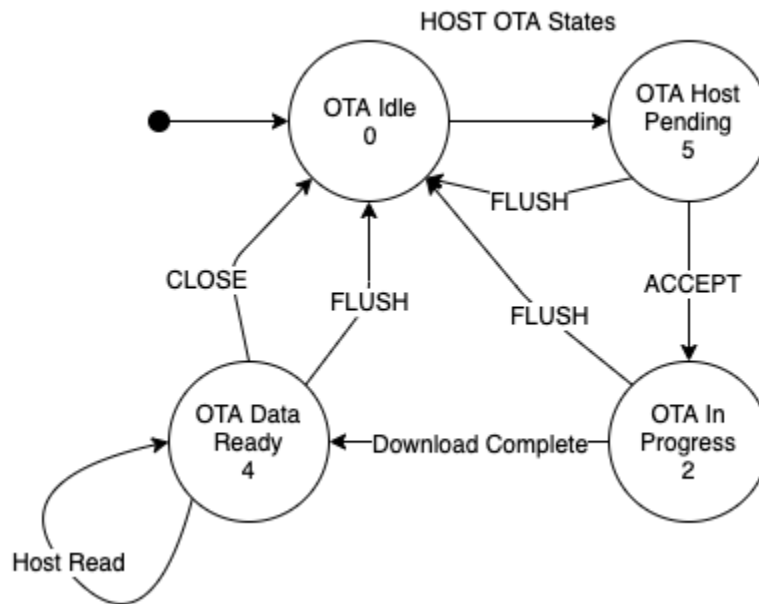 HOST OTA States
OTA Idle
0
OTA Host
Pending
5
FLUSH
CLOSE
FLUSH
FLUSH
ACCEPT
OTA Data
Ready
4
Download Complete
OTA In
Progress
2
Host Read